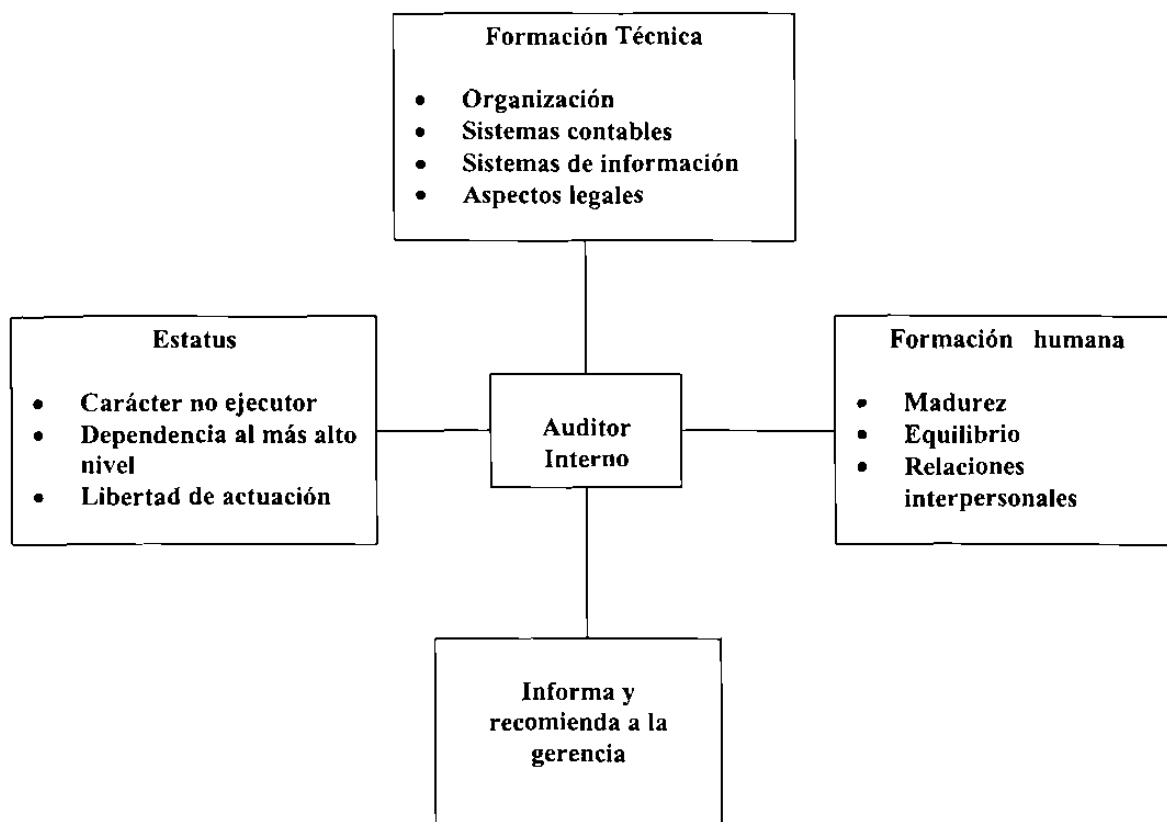 Formación Técnica
• Organización
• Sistemas contables
• Sistemas de información
• Aspectos legales
Estatus
• Carácter no ejecutor
• Dependencia al más alto
nivel
• Libertad de actuación
Auditor
Interno
Formación humana
• Madurez
• Equilibrio
• Relaciones
interpersonales
Informa y
recomienda a la
gerencia